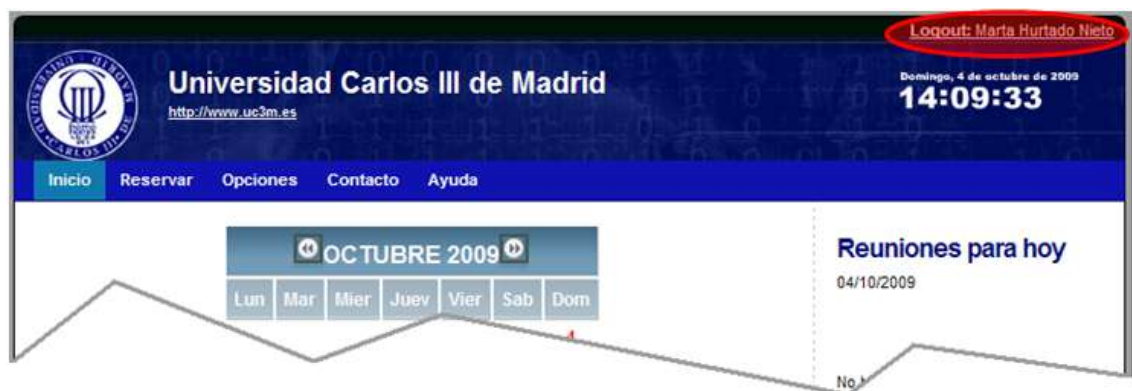 Logout: Marta Hurtado Nieto
Universidad Carlos III de Madrid
http://www.uc3m.es
Domingo, 4 de octubre de 2009
14:09:33
Inicio Reservar Opciones Contacto Ayuda
OCTUBRE 2009
Lun Mar Mier Juev Vier Sab Dom
Reuniones para hoy
04/10/2009
No